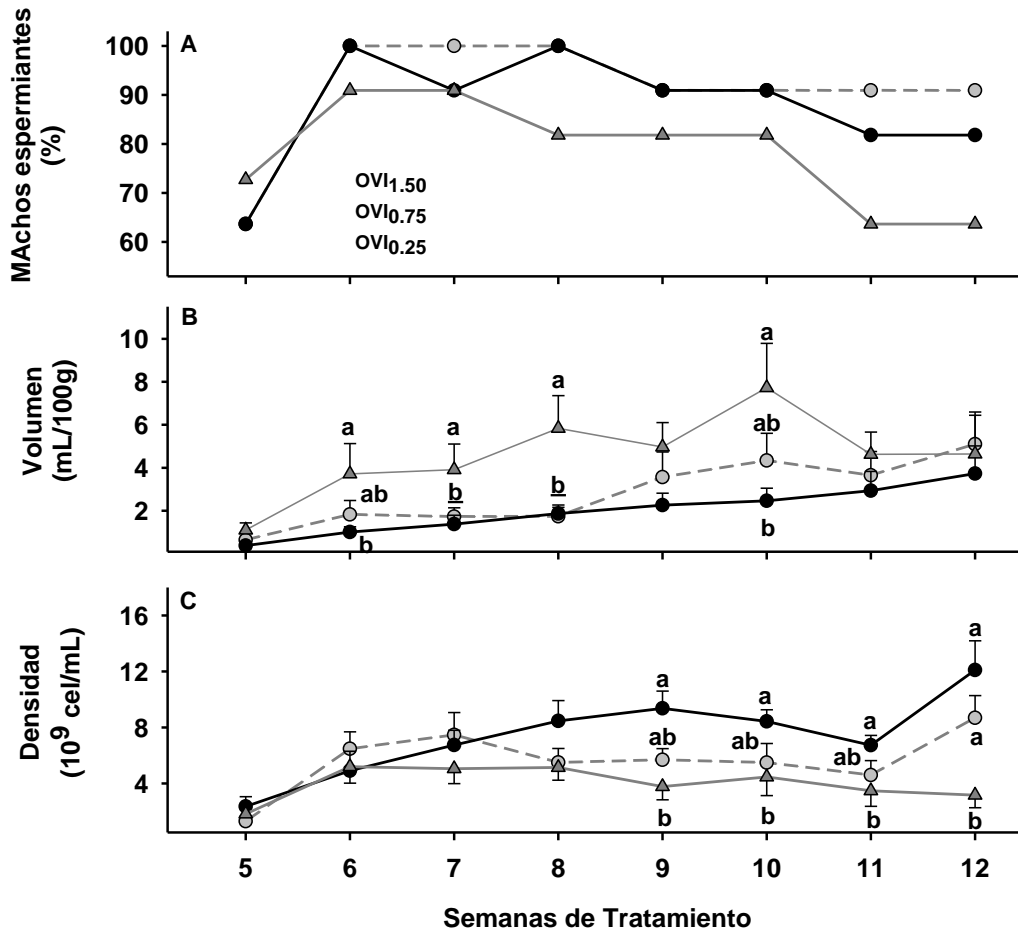 A
MAchos espermiantes
(%)
100
90
80
70
60
OVI1.50
OVI0.75
OVI0.25
B
Volumen
(mL/100g)
10
8
6
4
2
a
a
a
a
ab
b
b
ab
b
b
C
Densidad
(10⁹ cel/mL)
16
12
8
4
a
a
a
a
ab
ab
ab
a
b
b
b
b
5 6 7 8 9 10 11 12
Semanas de Tratamiento